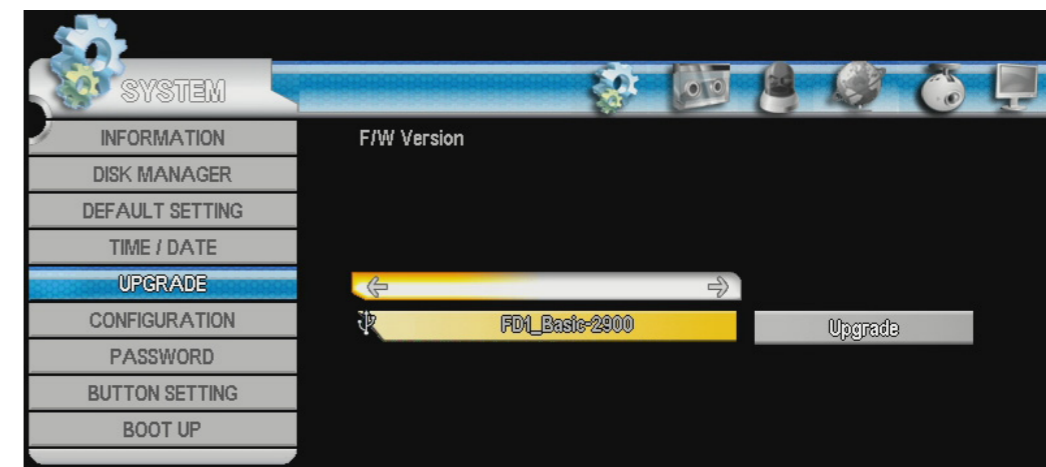 SYSTEM
INFORMATION
F/W Version
DISK MANAGER
DEFAULT SETTING
TIME / DATE
UPGRADE
CONFIGURATION
FD1_Basic-2900
Upgrade
PASSWORD
BUTTON SETTING
BOOT UP